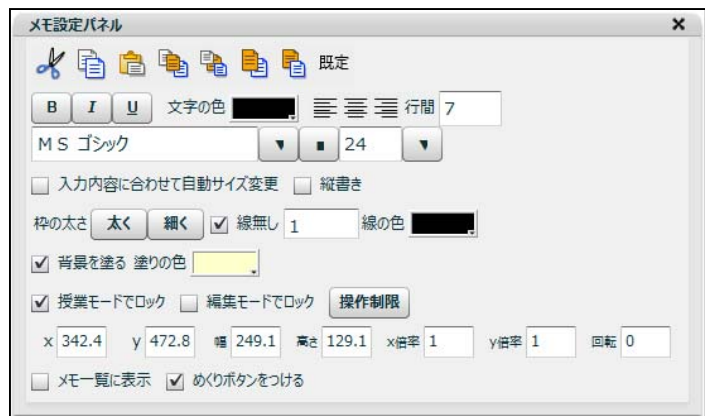 メモ設定パネル
既定
B I U 文字の色 行間 7
ＭＳ ゴシック 24
入力内容に合わせて自動サイズ変更 縦書き
枠の太さ 太く 細く 線無し 1 線の色
背景を塗る 塗りの色
授業モードでロック 編集モードでロック 操作制限
x 342.4 y 472.8 幅 249.1 高さ 129.1 x倍率 1 y倍率 1 回転 0
メモ一覧に表示 めくりボタンをつける